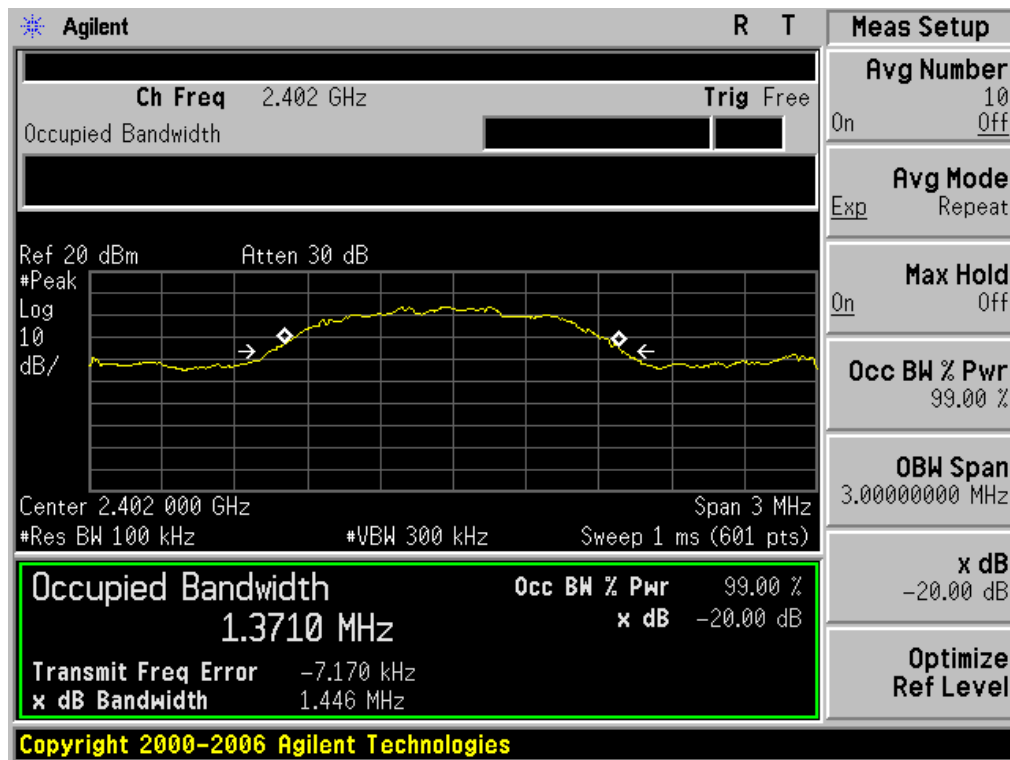 Agilent R T
Ch Freq 2.402 GHz Trig Free
Occupied Bandwidth
Ref 20 dBm Atten 30 dB
#Peak
Log
10
dB/
Center 2.402 000 GHz Span 3 MHz
#Res BW 100 kHz #VBW 300 kHz Sweep 1 ms (601 pts)
Occupied Bandwidth Occ BW % Pwr 99.00 %
1.3710 MHz x dB -20.00 dB
Transmit Freq Error -7.170 kHz
x dB Bandwidth 1.446 MHz
Copyright 2000-2006 Agilent Technologies
Meas Setup
Avg Number
10
On Off
Avg Mode
Exp Repeat
Max Hold
On Off
Occ BW % Pwr
99.00 %
OBW Span
3.00000000 MHz
x dB
-20.00 dB
Optimize
Ref Level